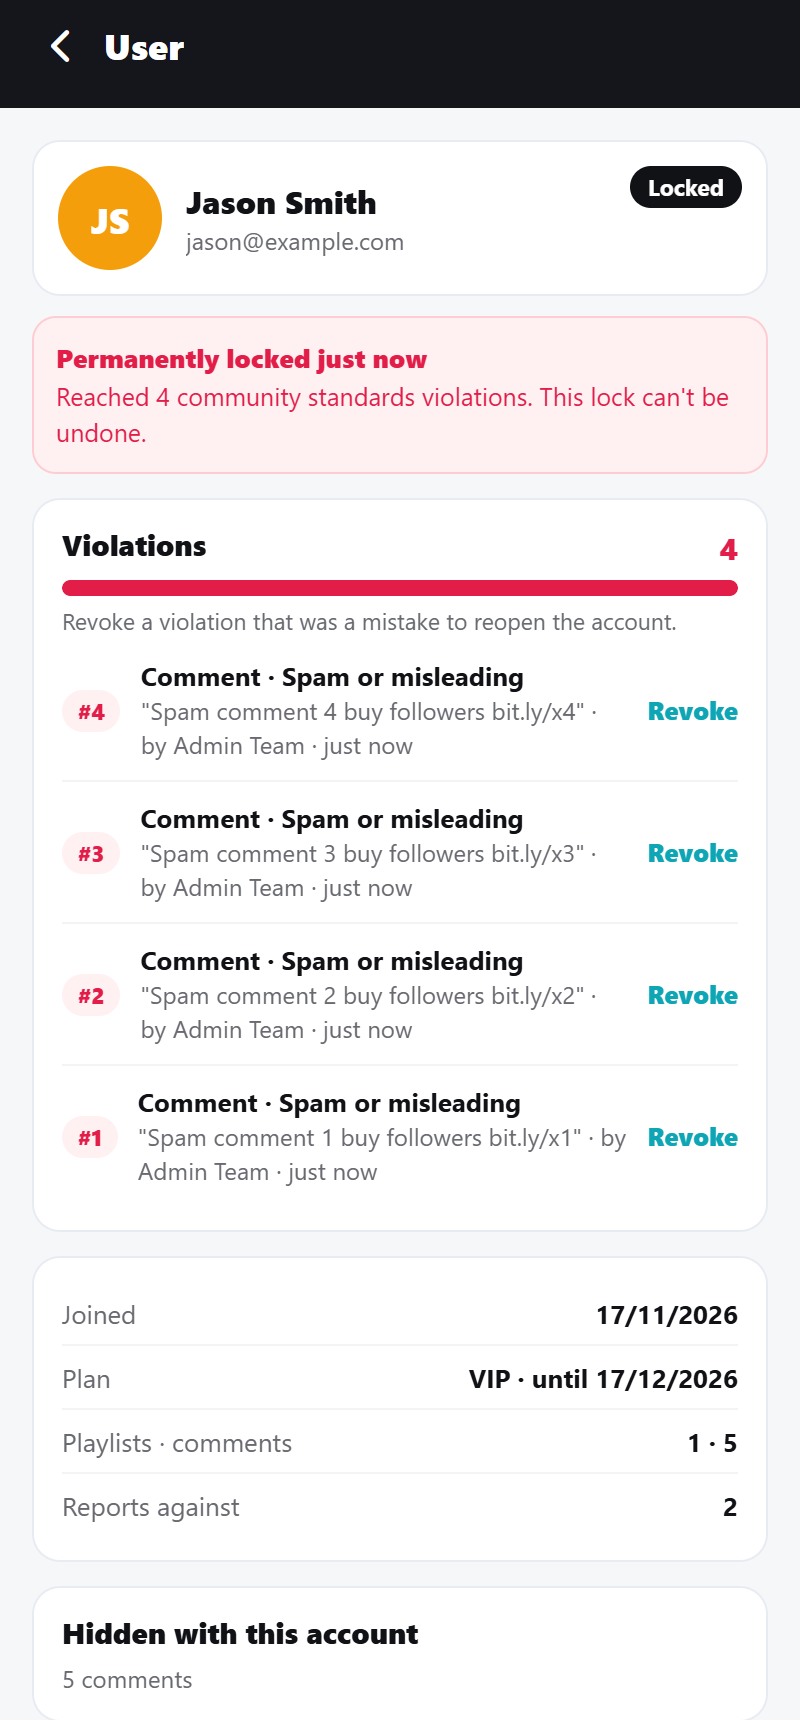 User
JS
Jason Smith
jason@example.com
Locked
Permanently locked just now
Reached 4 community standards violations. This lock can't be
undone.
Violations
4
Revoke a violation that was a mistake to reopen the account.
#4
Comment · Spam or misleading
"Spam comment 4 buy followers bit.ly/x4" ·
by Admin Team · just now
Revoke
#3
Comment · Spam or misleading
"Spam comment 3 buy followers bit.ly/x3" ·
by Admin Team · just now
Revoke
#2
Comment · Spam or misleading
"Spam comment 2 buy followers bit.ly/x2" ·
by Admin Team · just now
Revoke
#1
Comment · Spam or misleading
"Spam comment 1 buy followers bit.ly/x1" · by
Admin Team · just now
Revoke
Joined 17/11/2026
Plan VIP · until 17/12/2026
Playlists · comments 1 · 5
Reports against 2
Hidden with this account
5 comments